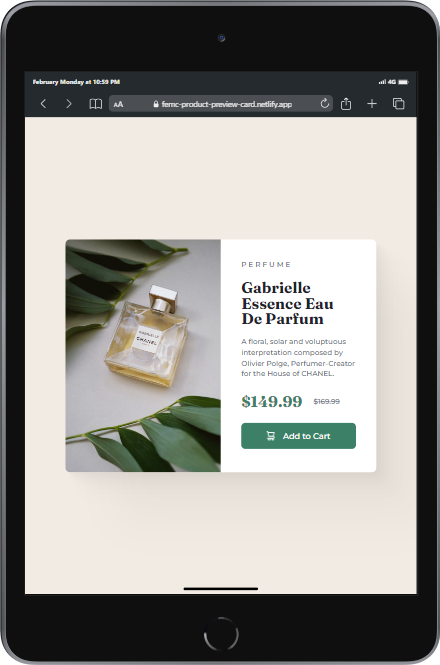 February Monday at 10:59 PM
4G
AA
femc-product-preview-card.netlify.app
PERFUME
Gabrielle
Essence Eau
De Parfum
A floral, solar and voluptuous
interpretation composed by
Olivier Polge, Perfumer-Creator
for the House of CHANEL.
$149.99 $169.99
Add to Cart
GABRIELLE
CHANEL